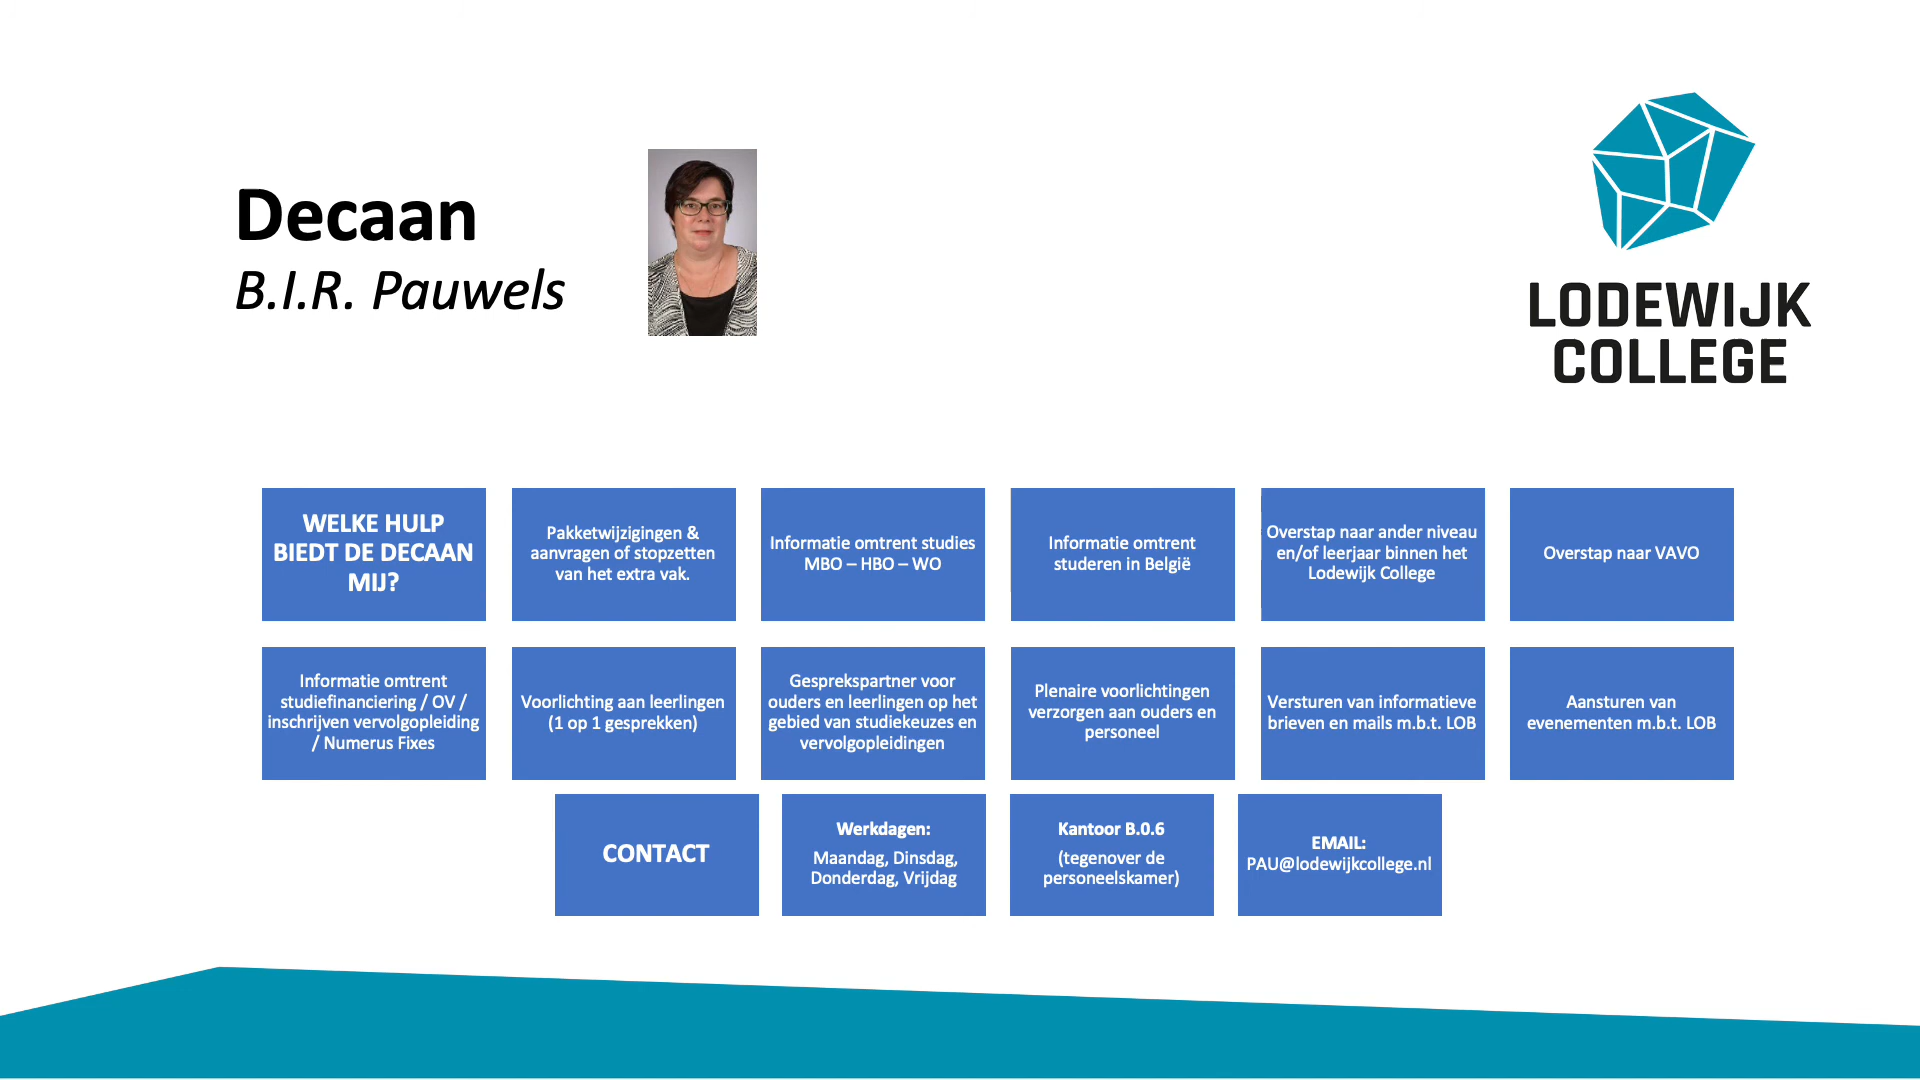 Decaan
B.I.R. Pauwels
LODEWIJK
COLLEGE
WELKE HULP
BIEDT DE DECAAN
MIJ?
Pakketwijzigingen &
aanvragen of stopzetten
van het extra vak.
Informatie omtrent studies
MBO – HBO – WO
Informatie omtrent
studeren in België
Overstap naar ander niveau
en/of leerjaar binnen het
Lodewijk College
Overstap naar VAVO
Informatie omtrent
studiefinanciering / OV /
inschrijven vervolgopleiding
/ Numerus Fixes
Voorlichting aan leerlingen
(1 op 1 gesprekken)
Gesprekspartner voor
ouders en leerlingen op het
gebied van studiekeuzes en
vervolgopleidingen
Plenaire voorlichtingen
verzorgen aan ouders en
personeel
Versturen van informatieve
brieven en mails m.b.t. LOB
Aansturen van
evenementen m.b.t. LOB
CONTACT
Werkdagen:
Maandag, Dinsdag,
Donderdag, Vrijdag
Kantoor B.0.6
(tegenover de
personeelskamer)
EMAIL:
PAU@lodewijkcollege.nl